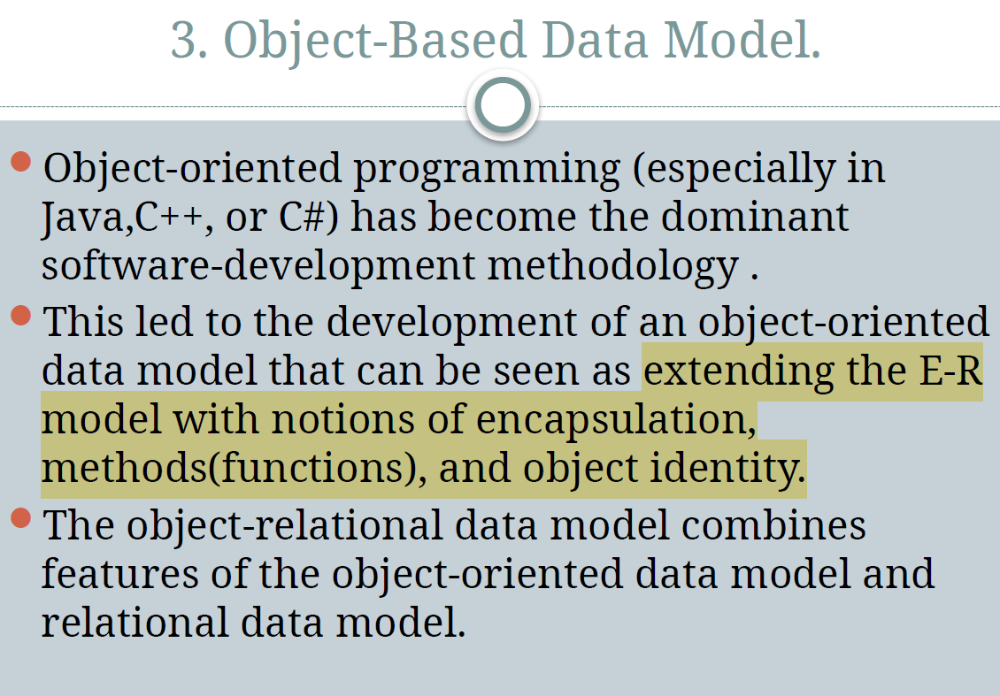 3. Object-Based Data Model.
• Object-oriented programming (especially in
Java,C++, or C#) has become the dominant
software-development methodology .
• This led to the development of an object-oriented
data model that can be seen as extending the E-R
model with notions of encapsulation,
methods(functions), and object identity.
• The object-relational data model combines
features of the object-oriented data model and
relational data model.